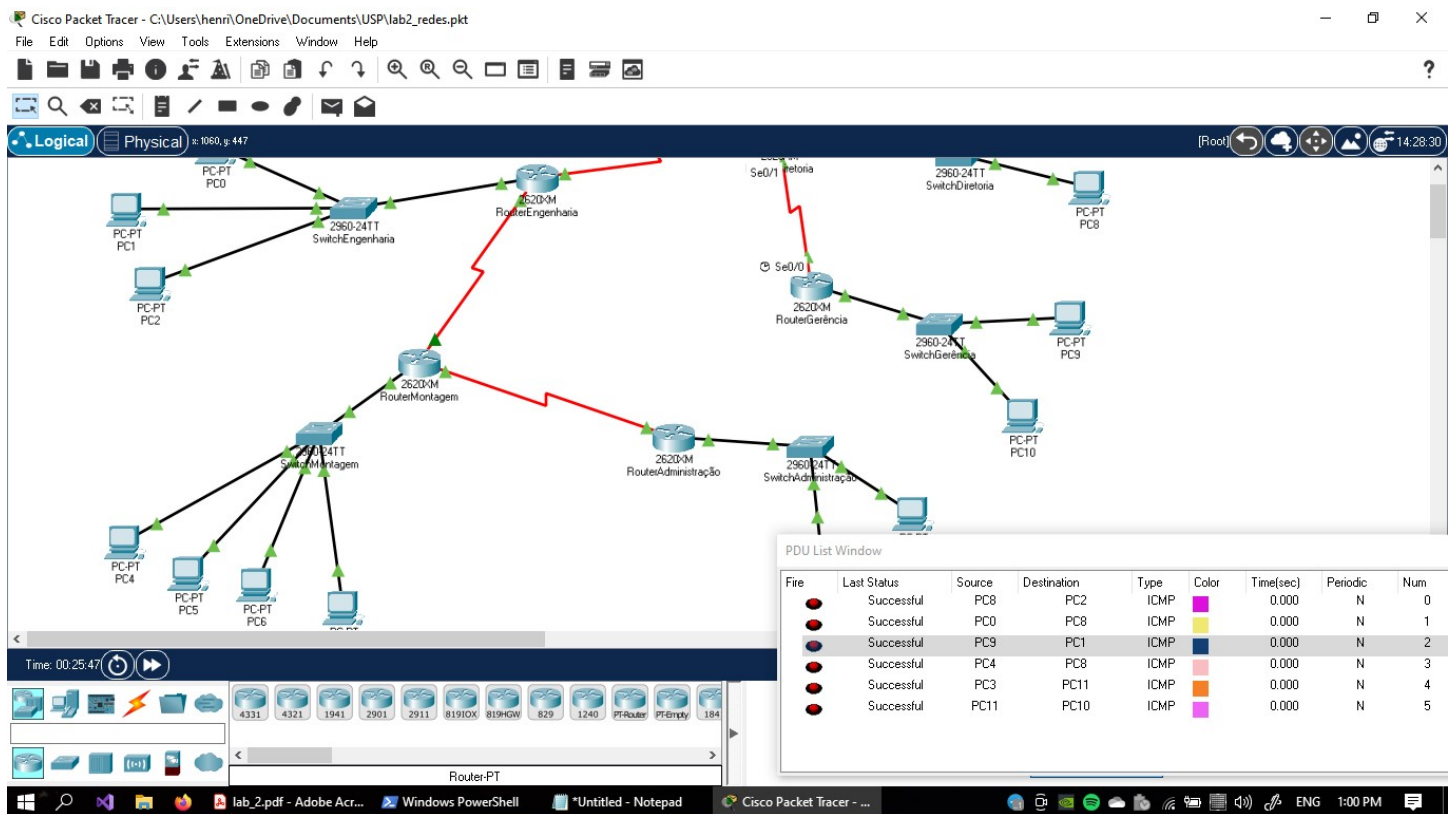 Cisco Packet Tracer - C:\Users\henri\OneDrive\Documents\USP\lab2_redes.pkt
File Edit Options View Tools Extensions Window Help
Logical Physical x: 1060, y: 447 [Root] 14:28:30
PC-PT
PC0
PC-PT
PC1
PC-PT
PC2
2960-24TT
SwitchEngenharia
2620XM
RouterEngenharia
Se0/1
2960-24TT
SwitchDiretoria
PC-PT
PC8
Se0/0
2620XM
RouterGerência
2960-24TT
SwitchGerência
PC-PT
PC9
PC-PT
PC10
2620XM
RouterMontagem
2960-24TT
SwitchMontagem
2620XM
RouterAdministração
2960-24TT
SwitchAdministração
PC-PT
PC4
PC-PT
PC5
PC-PT
PC6
PDU List Window
Fire Last Status Source Destination Type Color Time(sec) Periodic Num
Successful PC8 PC2 ICMP 0.000 N 0
Successful PC0 PC8 ICMP 0.000 N 1
Successful PC9 PC1 ICMP 0.000 N 2
Successful PC4 PC8 ICMP 0.000 N 3
Successful PC3 PC11 ICMP 0.000 N 4
Successful PC11 PC10 ICMP 0.000 N 5
Time: 00:25:47
4331 4321 1941 2901 2911 819IOX 819HGW 829 1240 PT-Router PT-Empty 184
Router-PT
lab_2.pdf - Adobe Acr... Windows PowerShell *Untitled - Notepad Cisco Packet Tracer - ... ENG 1:00 PM